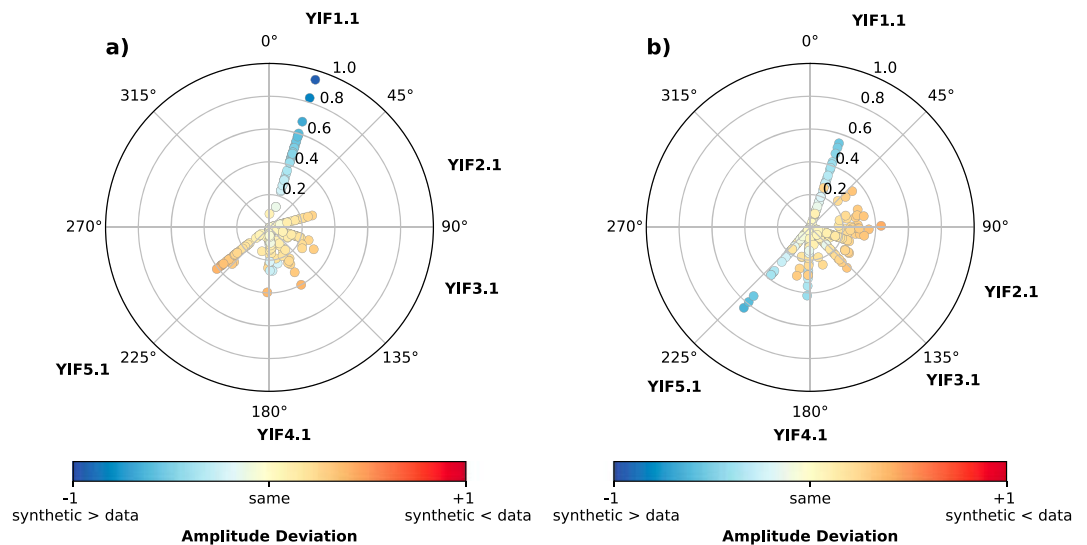 YIF1.1
a)
0°
1.0
315°
0.8
45°
0.6
0.4
YIF2.1
0.2
270°
90°
YIF3.1
225°
135°
YIF5.1
180°
YIF4.1
-1
same
+1
synthetic > data
synthetic < data
Amplitude Deviation
YIF1.1
b)
0°
1.0
315°
0.8
45°
0.6
0.4
0.2
270°
90°
YIF2.1
225°
135°
YIF5.1
YIF3.1
180°
YIF4.1
-1
same
+1
synthetic > data
synthetic < data
Amplitude Deviation